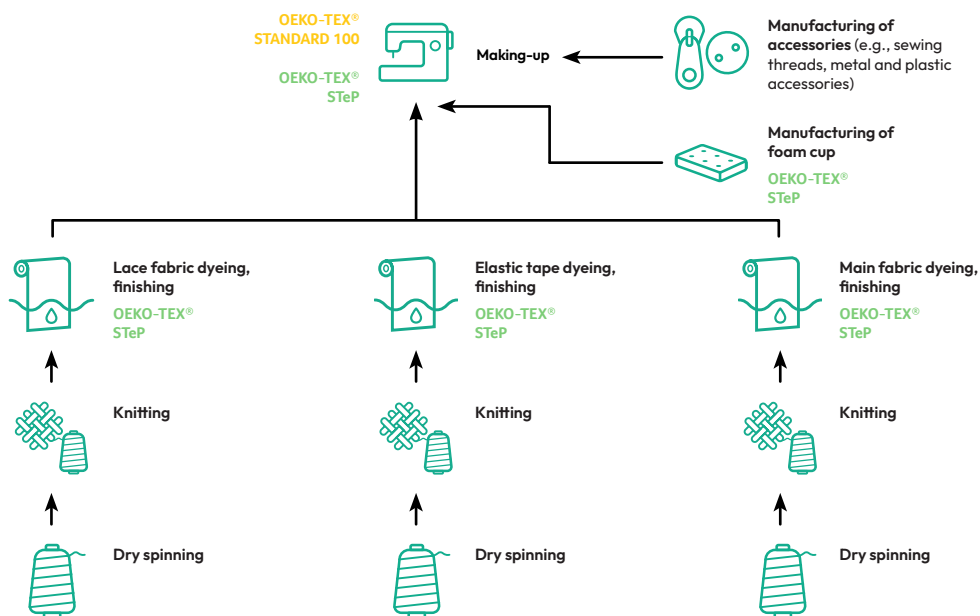 OEKO-TEX®
STANDARD 100
OEKO-TEX®
STeP
Making-up
Manufacturing of
accessories (e.g., sewing
threads, metal and plastic
accessories)
Manufacturing of
foam cup
OEKO-TEX®
STeP
Lace fabric dyeing,
finishing
OEKO-TEX®
STeP
Elastic tape dyeing,
finishing
OEKO-TEX®
STeP
Main fabric dyeing,
finishing
OEKO-TEX®
STeP
Knitting
Knitting
Knitting
Dry spinning
Dry spinning
Dry spinning